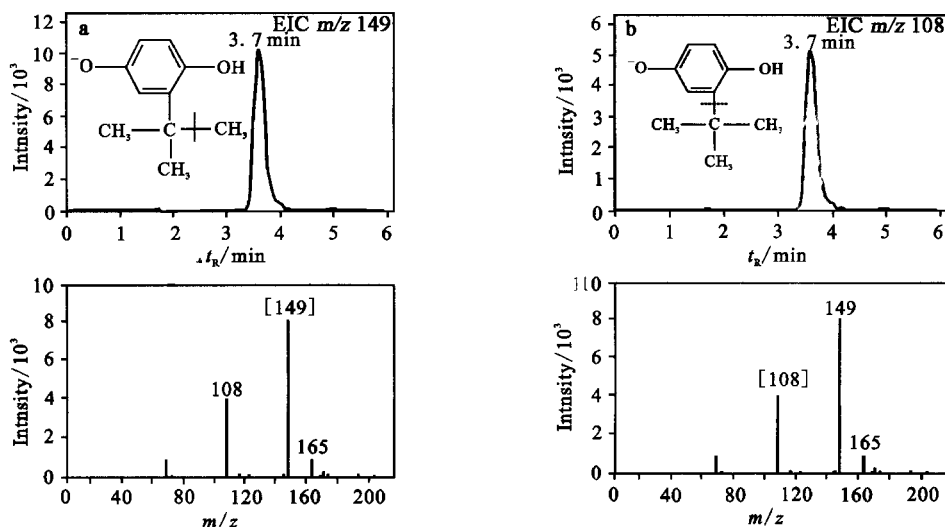 a
EIC m/z 149
3.7 min
⁻O
OH
CH₃
C
CH₃
CH₃
Intnsity/10³
12
10
8
6
4
2
0
0 1 2 3 4 5 6
t_R/min
b
EIC m/z 108
3.7 min
⁻O
OH
CH₃
C
CH₃
Intnsity/10³
6
5
4
3
2
1
0
0 1 2 3 4 5 6
t_R/min
[149]
108
165
Intnsity/10³
10
8
6
4
2
0
0 40 80 120 160 200
m/z
149
[108]
165
Intnsity/10³
8
6
4
2
0
0 40 80 120 160 200
m/z